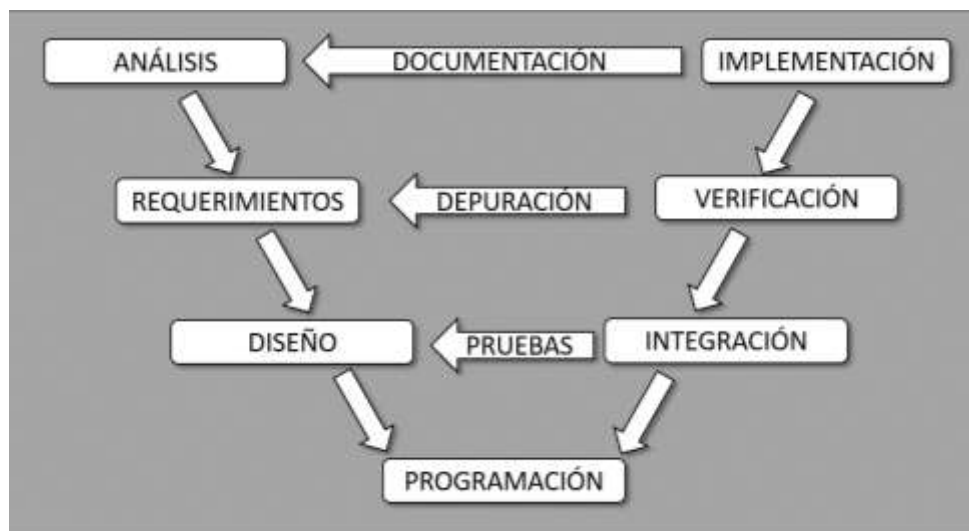 ANÁLISIS
DOCUMENTACIÓN
IMPLEMENTACIÓN
REQUERIMIENTOS
DEPURACIÓN
VERIFICACIÓN
DISEÑO
PRUEBAS
INTEGRACIÓN
PROGRAMACIÓN